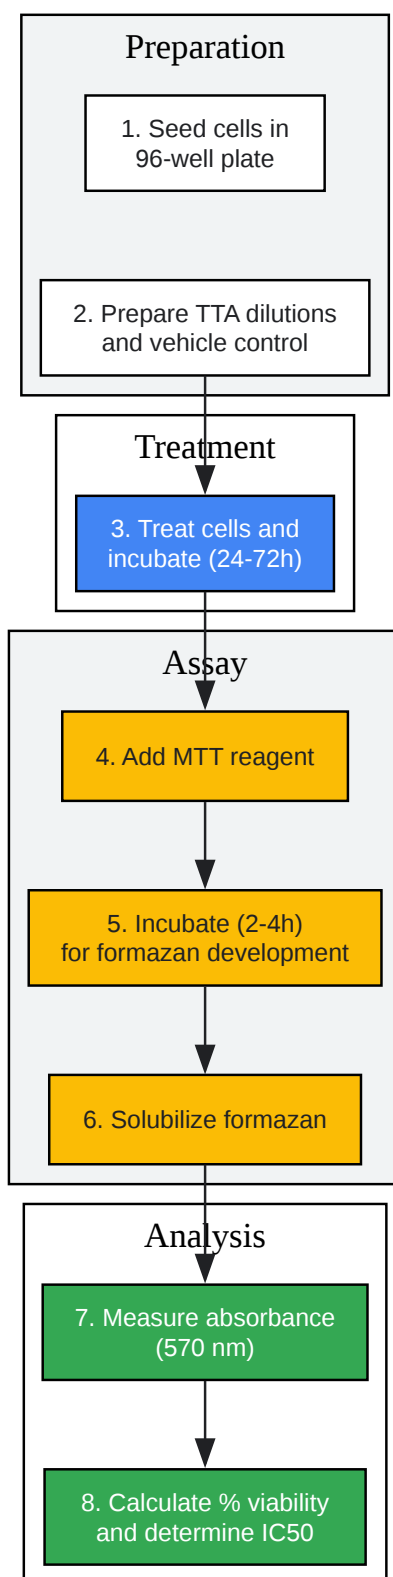 Preparation
1. Seed cells in
96-well plate
2. Prepare TTA dilutions
and vehicle control
Treatment
3. Treat cells and
incubate (24-72h)
Assay
4. Add MTT reagent
5. Incubate (2-4h)
for formazan development
6. Solubilize formazan
Analysis
7. Measure absorbance
(570 nm)
8. Calculate % viability
and determine IC50